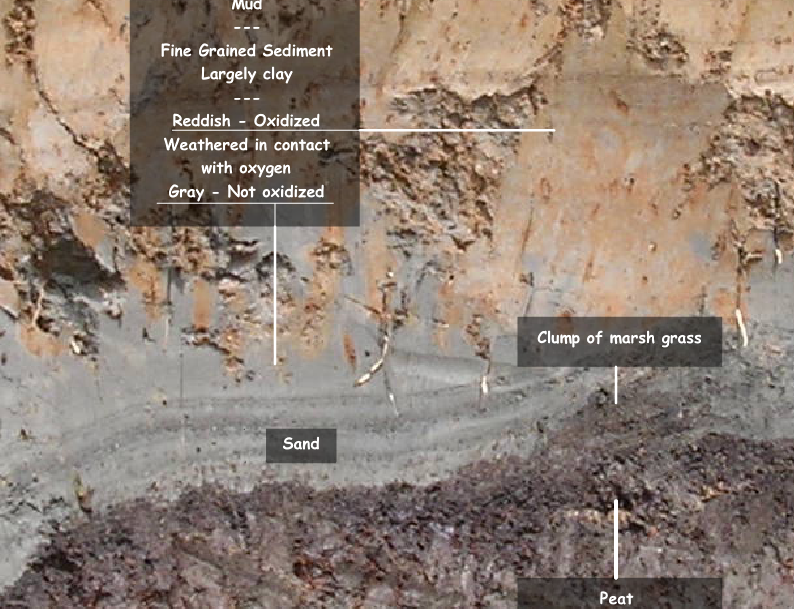 Mud
---
Fine Grained Sediment
Largely clay
---
Reddish - Oxidized
Weathered in contact
with oxygen
Gray - Not oxidized
Clump of marsh grass
Sand
Peat